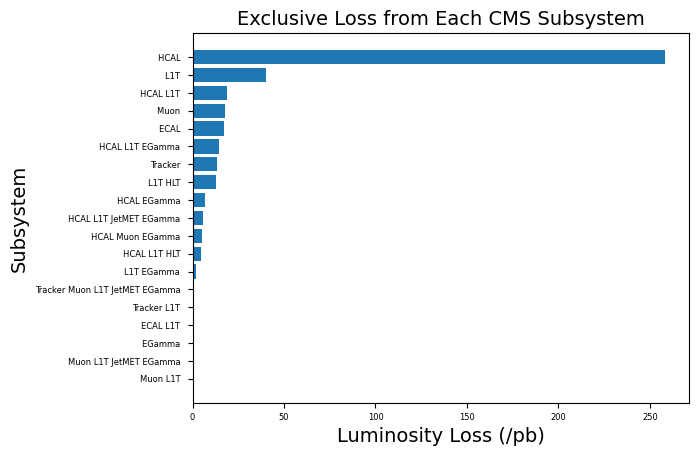 Exclusive Loss from Each CMS Subsystem
HCAL
L1T
HCAL L1T
Muon
ECAL
HCAL L1T EGamma
Tracker
L1T HLT
HCAL EGamma
HCAL L1T JetMET EGamma
HCAL Muon EGamma
HCAL L1T HLT
L1T EGamma
Tracker Muon L1T JetMET EGamma
Tracker L1T
ECAL L1T
EGamma
Muon L1T JetMET EGamma
Muon L1T
Subsystem
0 50 100 150 200 250
Luminosity Loss (/pb)